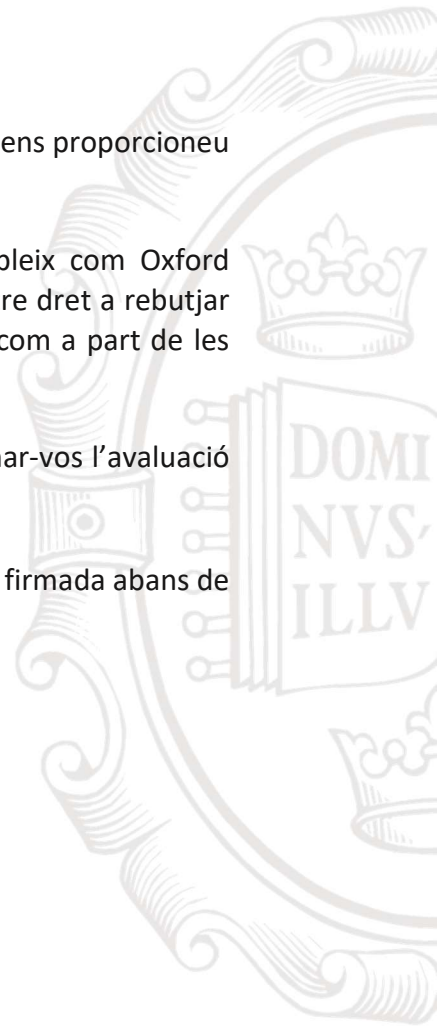 ens proporcioneu
pleix com Oxford
re dret a rebutjar
com a part de les
nar-vos l’avaluació
firmada abans de
DOMI
NVS
ILLV